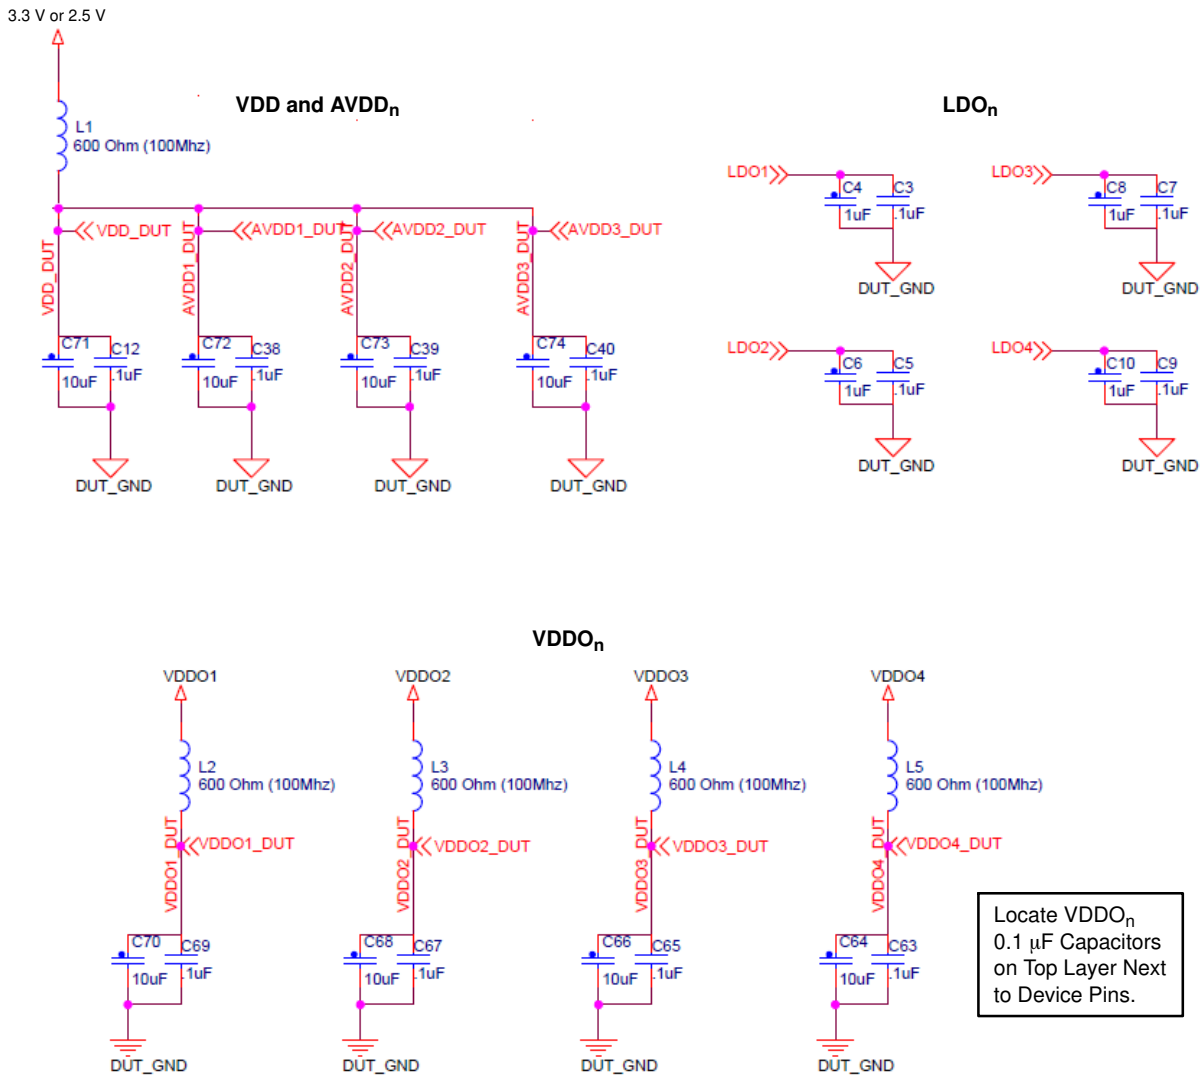 3.3 V or 2.5 V
VDD and AVDDn
LDOn
L1
600 Ohm (100Mhz)
VDD_DUT
AVDD1_DUT
AVDD2_DUT
AVDD3_DUT
VDD_DUT
AVDD1_DUT
AVDD2_DUT
AVDD3_DUT
C71
10uF
C12
.1uF
C72
10uF
C38
.1uF
C73
10uF
C39
.1uF
C74
10uF
C40
.1uF
DUT_GND
DUT_GND
DUT_GND
DUT_GND
LDO1
C4
1uF
C3
.1uF
DUT_GND
LDO3
C8
1uF
C7
.1uF
DUT_GND
LDO2
C6
1uF
C5
.1uF
DUT_GND
LDO4
C10
1uF
C9
.1uF
DUT_GND
VDDOn
VDDO1
VDDO2
VDDO3
VDDO4
L2
600 Ohm (100Mhz)
L3
600 Ohm (100Mhz)
L4
600 Ohm (100Mhz)
L5
600 Ohm (100Mhz)
VDDO1_DUT
VDDO1_DUT
VDDO2_DUT
VDDO2_DUT
VDDO3_DUT
VDDO3_DUT
VDDO4_DUT
VDDO4_DUT
C70
10uF
C69
.1uF
C68
10uF
C67
.1uF
C66
10uF
C65
.1uF
C64
10uF
C63
.1uF
DUT_GND
DUT_GND
DUT_GND
DUT_GND
Locate VDDOn
0.1 μF Capacitors
on Top Layer Next
to Device Pins.